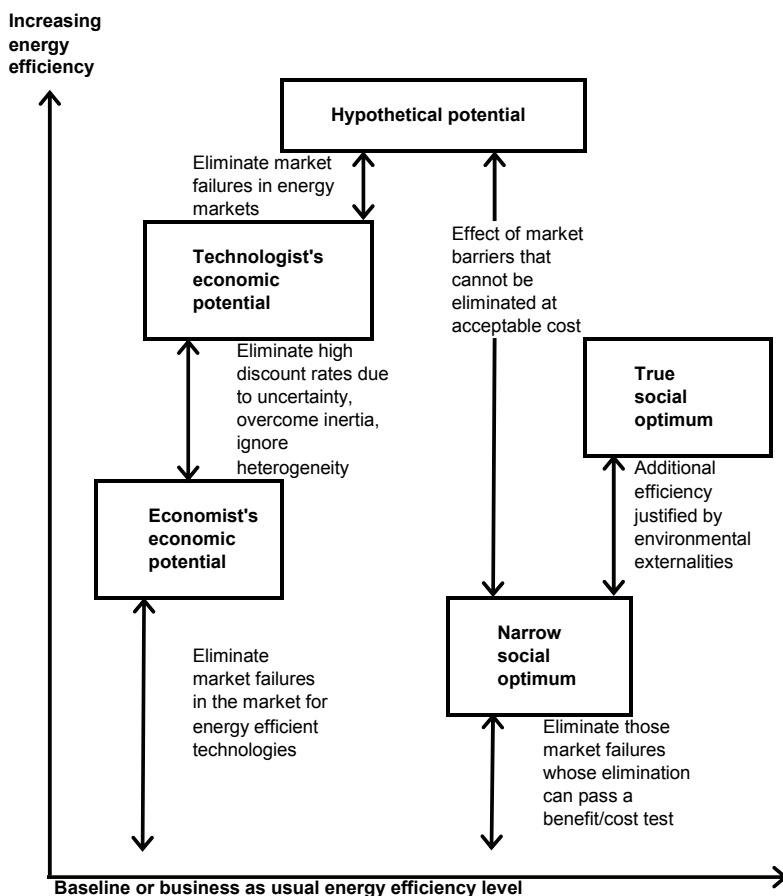 Increasing
energy
efficiency
Hypothetical potential
Eliminate market
failures in energy
markets
Technologist's
economic
potential
Effect of market
barriers that
cannot be
eliminated at
acceptable cost
Eliminate high
discount rates due
to uncertainty,
overcome inertia,
ignore
heterogeneity
True
social
optimum
Economist's
economic
potential
Additional
efficiency
justified by
environmental
externalities
Narrow
social
optimum
Eliminate
market failures
in the market for
energy efficient
technologies
Eliminate those
market failures
whose elimination
can pass a
benefit/cost test
Baseline or business as usual energy efficiency level